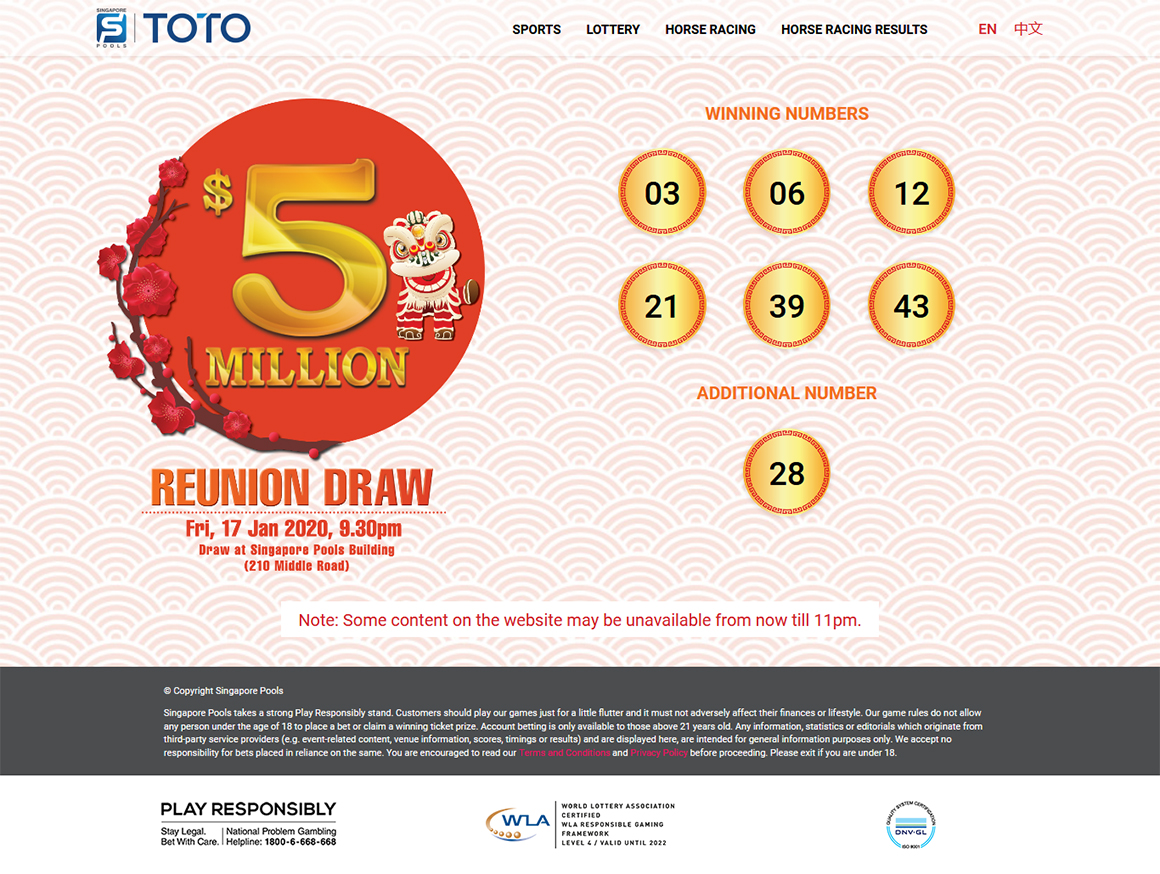 SINGAPORE
POOLS
TOTO
SPORTS LOTTERY HORSE RACING HORSE RACING RESULTS EN 中文
$5
MILLION
REUNION DRAW
Fri, 17 Jan 2020, 9.30pm
Draw at Singapore Pools Building
(210 Middle Road)
WINNING NUMBERS
03 06 12
21 39 43
ADDITIONAL NUMBER
28
Note: Some content on the website may be unavailable from now till 11pm.
© Copyright Singapore Pools
Singapore Pools takes a strong Play Responsibly stand. Customers should play our games just for a little flutter and it must not adversely affect their finances or lifestyle. Our game rules do not allow
any person under the age of 18 to place a bet or claim a winning ticket prize. Account betting is only available to those above 21 years old. Any information, statistics or editorials which originate from
third-party service providers (e.g. event-related content, venue information, scores, timings or results) and are displayed here, are intended for general information purposes only. We accept no
responsibility for bets placed in reliance on the same. You are encouraged to read our Terms and Conditions and Privacy Policy before proceeding. Please exit if you are under 18.
PLAY RESPONSIBLY
Stay Legal.
Bet With Care.
National Problem Gambling
Helpline: 1800-6-668-668
WLA
WORLD LOTTERY ASSOCIATION
CERTIFIED
WLA RESPONSIBLE GAMING
FRAMEWORK
LEVEL 4 / VALID UNTIL 2022
QUALITY SYSTEM CERTIFICATION
DNV·GL
ISO 9001